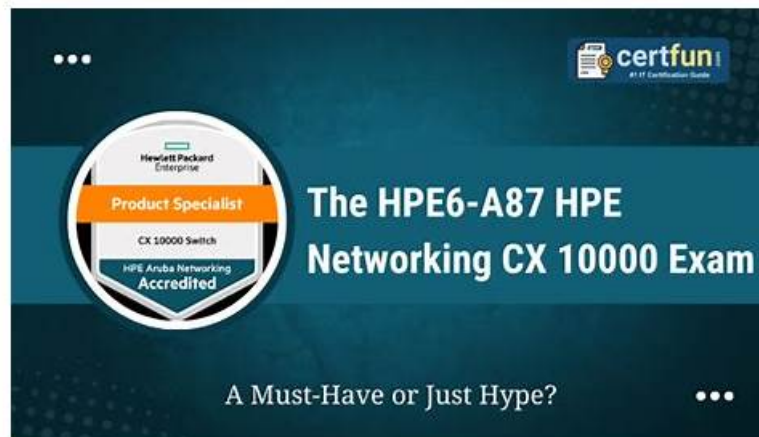 certfun.com
#1 IT Certification Guide
Hewlett Packard
Enterprise
Product Specialist
CX 10000 Switch
HPE Aruba Networking
Accredited
The HPE6-A87 HPE
Networking CX 10000 Exam
A Must-Have or Just Hype?